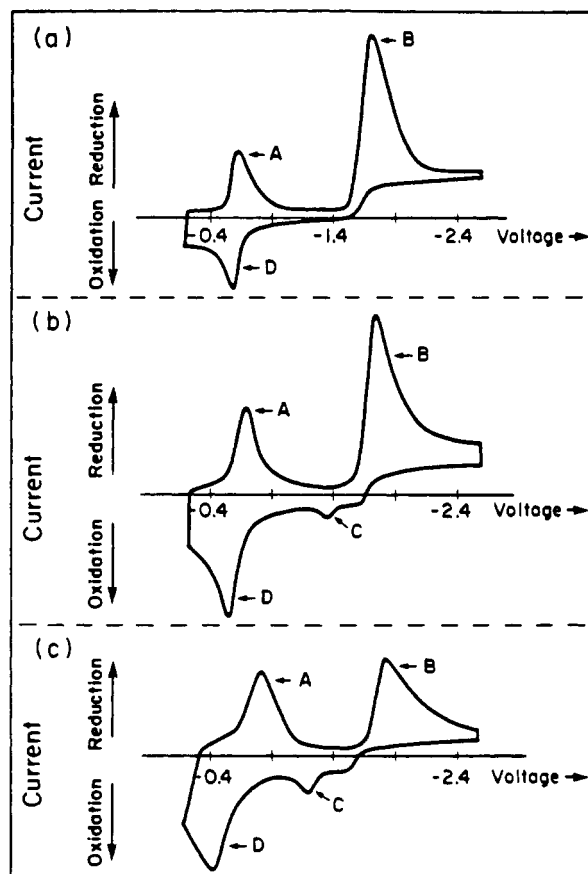 (a)
Current
Reduction
Oxidation
A
B
D
-0.4
-1.4
-2.4
Voltage
(b)
Current
Reduction
Oxidation
A
B
C
D
-0.4
-2.4
Voltage
(c)
Current
Reduction
Oxidation
A
B
C
D
-0.4
-2.4
Voltage